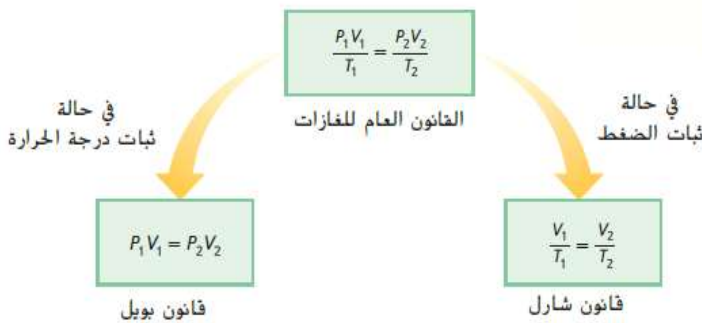 P₁V₁/T₁ = P₂V₂/T₂
القانون العام للغازات
في حالة
ثبات الضغط
في حالة
ثبات درجة الحرارة
V₁/T₁ = V₂/T₂
قانون شارل
P₁V₁ = P₂V₂
قانون بويل